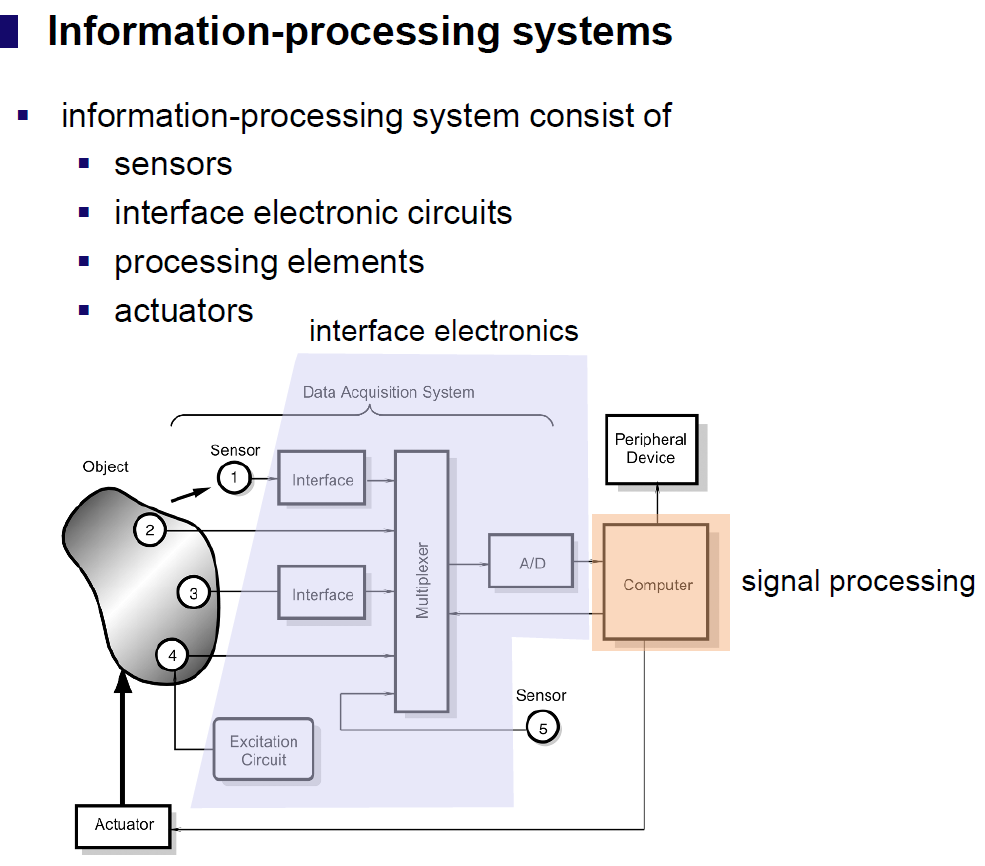 Information-processing systems
information-processing system consist of
sensors
interface electronic circuits
processing elements
actuators
interface electronics
Data Acquisition System
Peripheral
Device
Sensor
Object
1
Interface
2
Multiplexer
A/D
Computer
signal processing
3
Interface
4
Sensor
5
Excitation
Circuit
Actuator